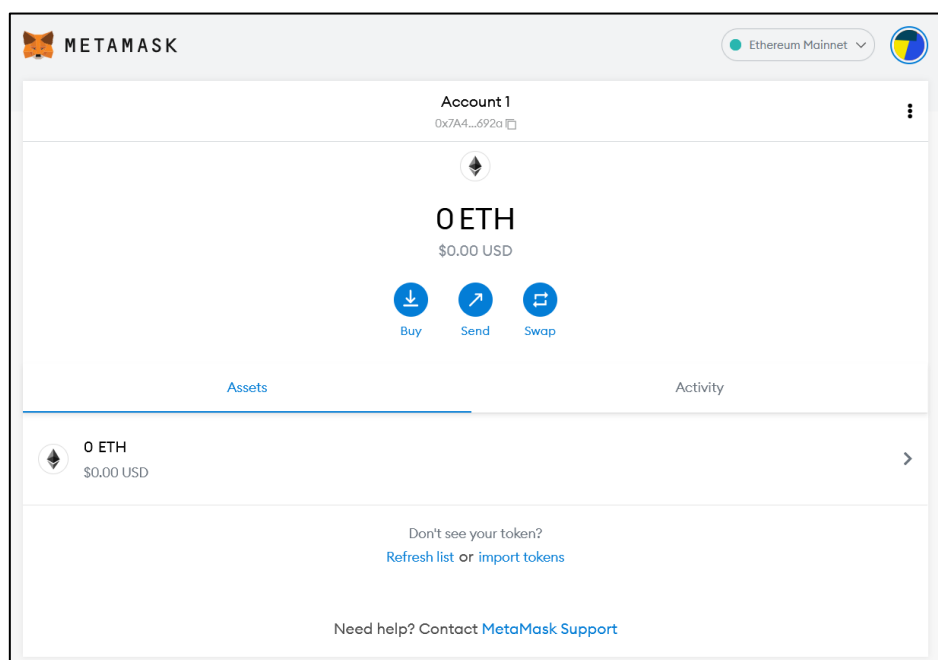 METAMASK
Ethereum Mainnet
Account 1
0x7A4...692a
0 ETH
$0.00 USD
Buy Send Swap
Assets Activity
0 ETH
$0.00 USD
Don't see your token?
Refresh list or import tokens
Need help? Contact MetaMask Support